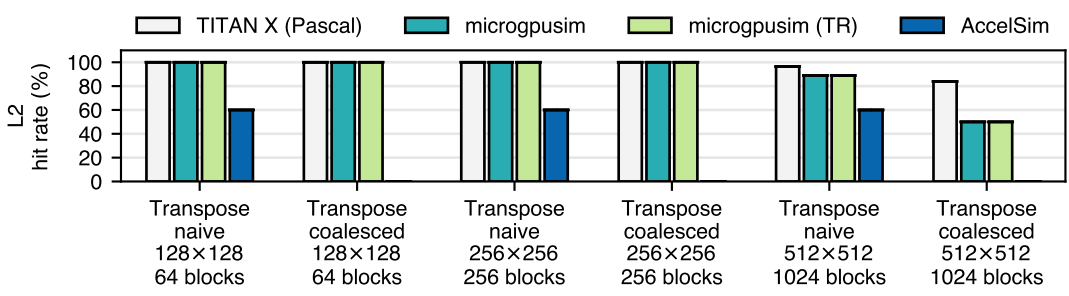 TITAN X (Pascal) microgpusim microgpusim (TR) AccelSim
L2
hit rate (%)
100
80
60
40
20
0
Transpose
naive
128×128
64 blocks
Transpose
coalesced
128×128
64 blocks
Transpose
naive
256×256
256 blocks
Transpose
coalesced
256×256
256 blocks
Transpose
naive
512×512
1024 blocks
Transpose
coalesced
512×512
1024 blocks